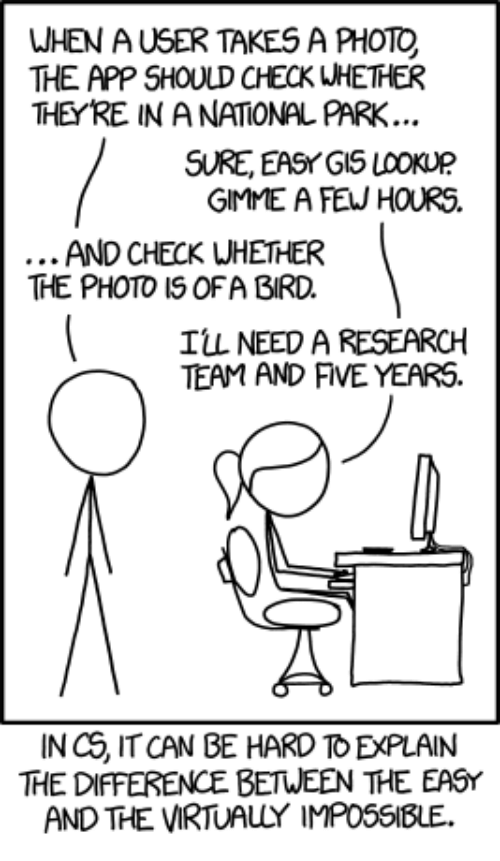 WHEN A USER TAKES A PHOTO,
THE APP SHOULD CHECK WHETHER
THEY'RE IN A NATIONAL PARK...
SURE, EASY GIS LOOKUP.
GIMME A FEW HOURS.
...AND CHECK WHETHER
THE PHOTO IS OF A BIRD.
I'LL NEED A RESEARCH
TEAM AND FIVE YEARS.
IN CS, IT CAN BE HARD TO EXPLAIN
THE DIFFERENCE BETWEEN THE EASY
AND THE VIRTUALLY IMPOSSIBLE.